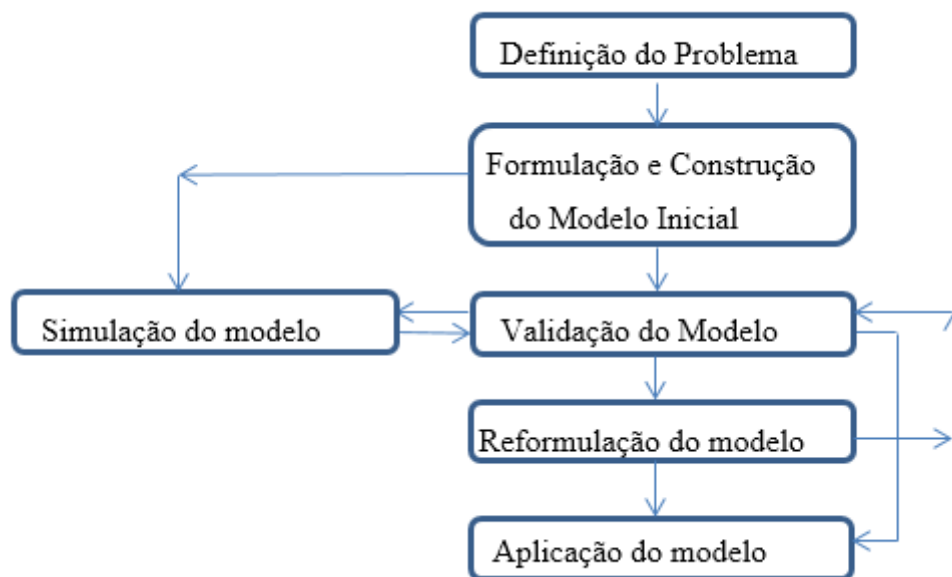 Definição do Problema
Formulação e Construção
do Modelo Inicial
Simulação do modelo
Validação do Modelo
Reformulação do modelo
Aplicação do modelo